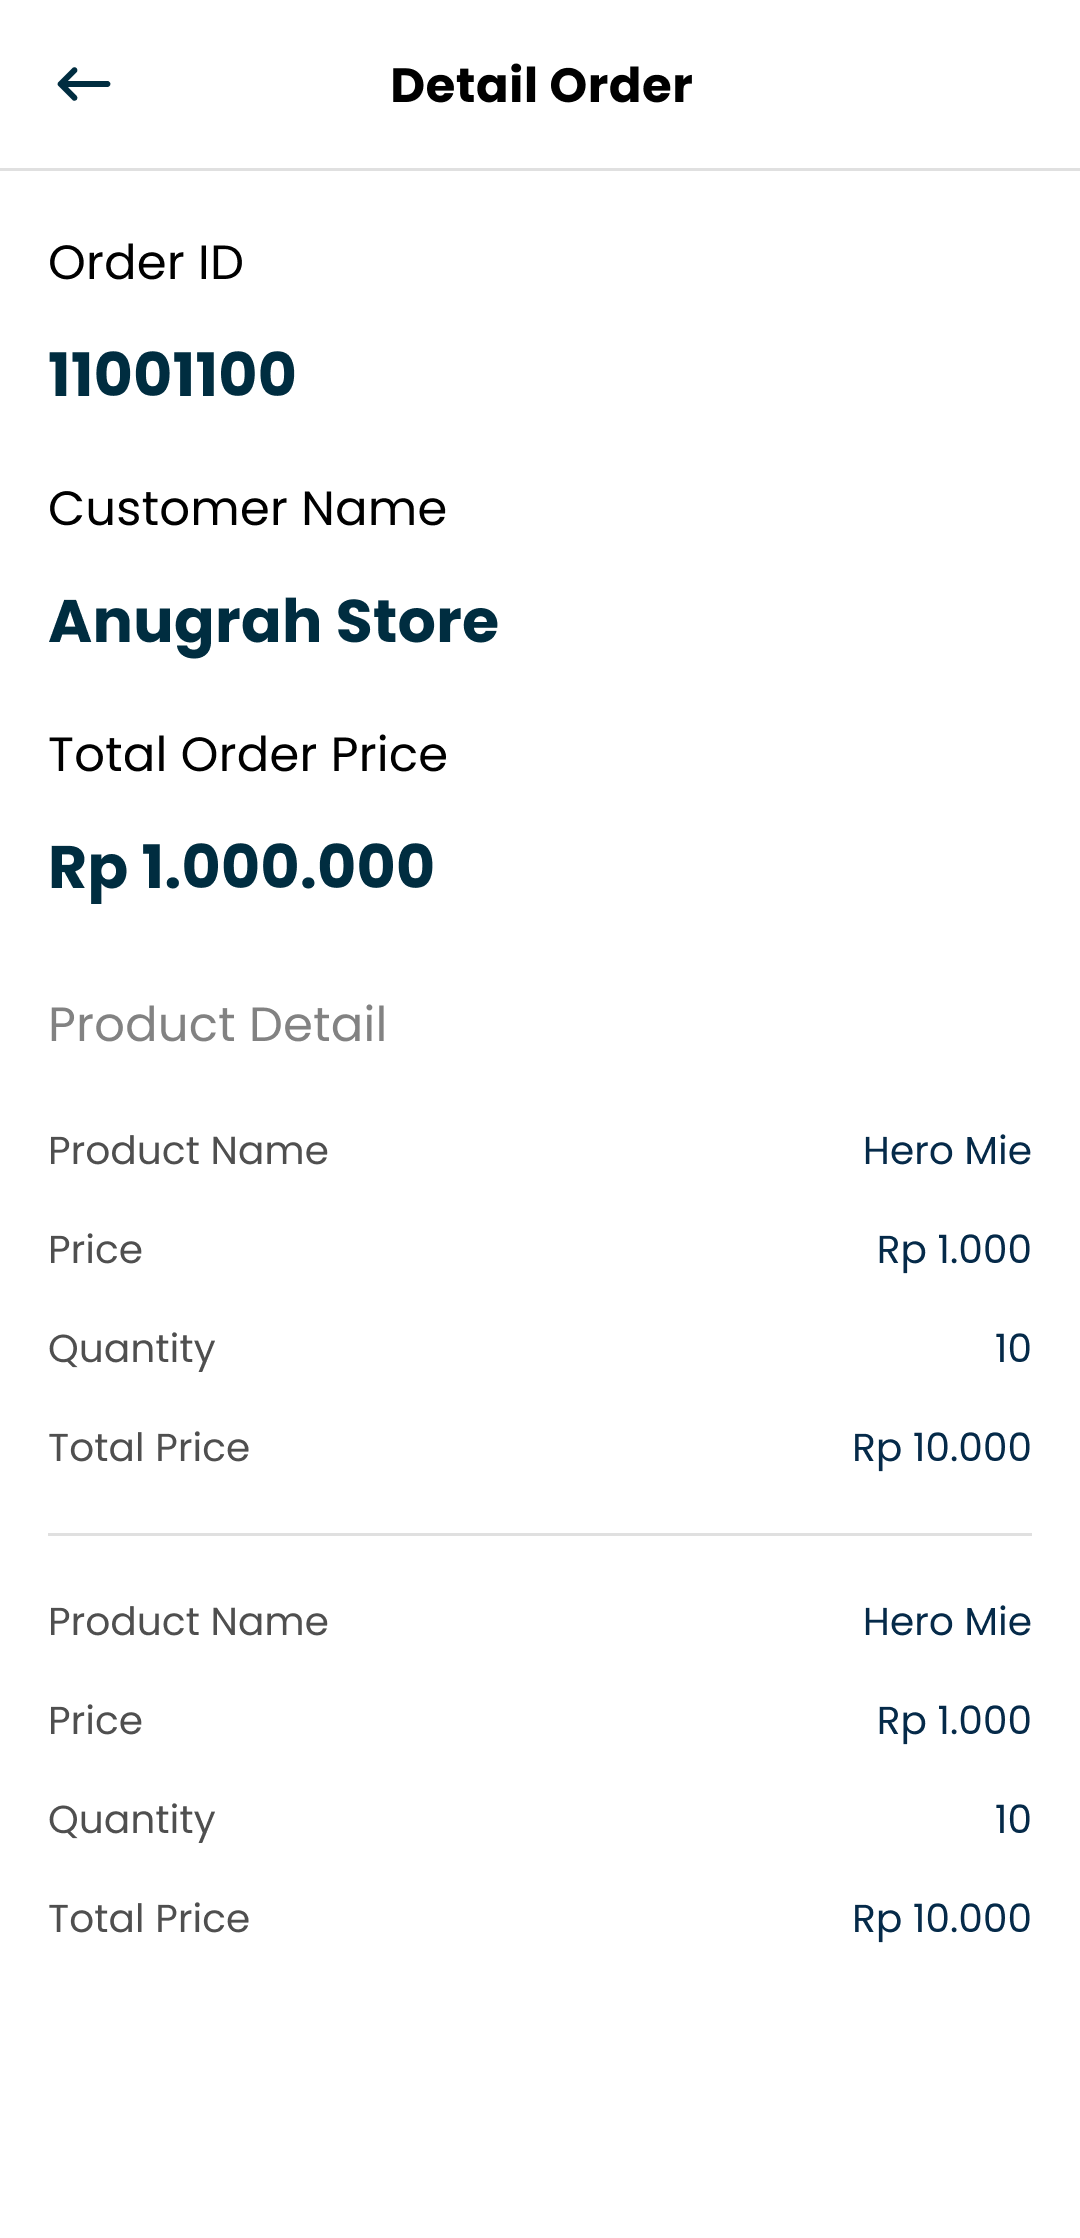 Detail Order
Order ID
11001100
Customer Name
Anugrah Store
Total Order Price
Rp 1.000.000
Product Detail
Product Name Hero Mie
Price Rp 1.000
Quantity 10
Total Price Rp 10.000
Product Name Hero Mie
Price Rp 1.000
Quantity 10
Total Price Rp 10.000